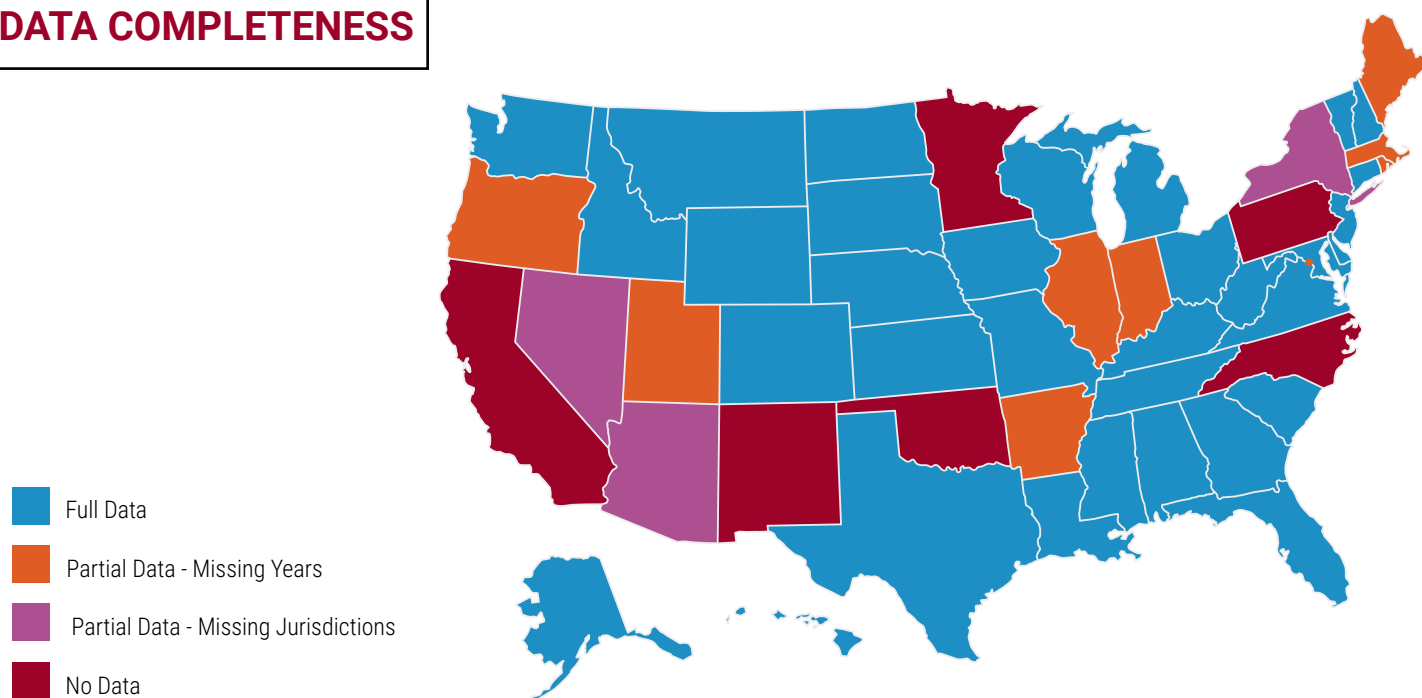 DATA COMPLETENESS
Full Data
Partial Data - Missing Years
Partial Data - Missing Jurisdictions
No Data